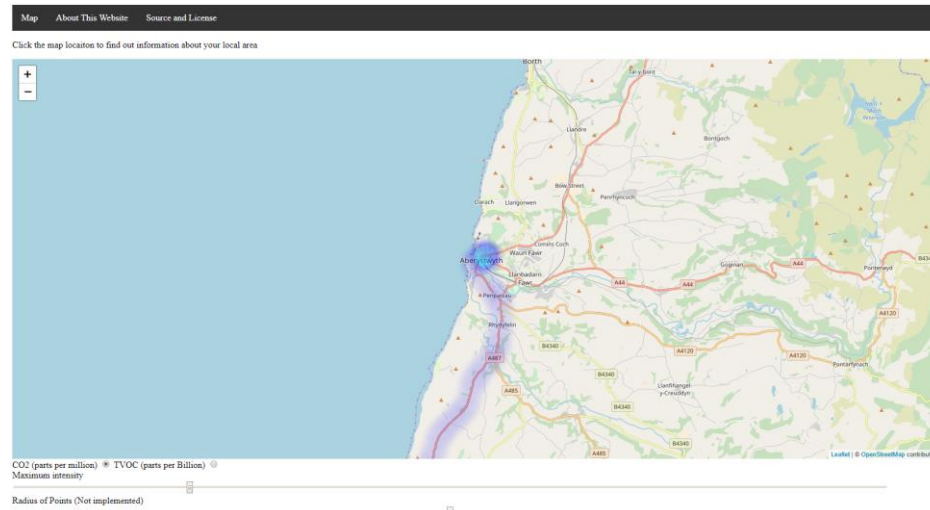 Map About This Website Source and License
Click the map locaiton to find out information about your local area
+
−
Borth
Tal-y-bont
Llandre
Bontgoch
Bow Street
Penrhyncoch
Clarach Llangorwen
Comins Coch
Waun Fawr
Aberystwyth
Llanbadarn Fawr
Goginan
A44
Ponterwyd
A44
A44
Penparcau
A4120
Rhydyfelin
B4340
A4120
A4120
A487
Pontarfynach
B4340
Llanfihangel-y-Creuddyn
A485
B4340
B4340
A485
Leaflet | © OpenStreetMap
CO2 (parts per million) TVOC (parts per Billion)
Maximum intensity
Radius of Points (Not implemented)